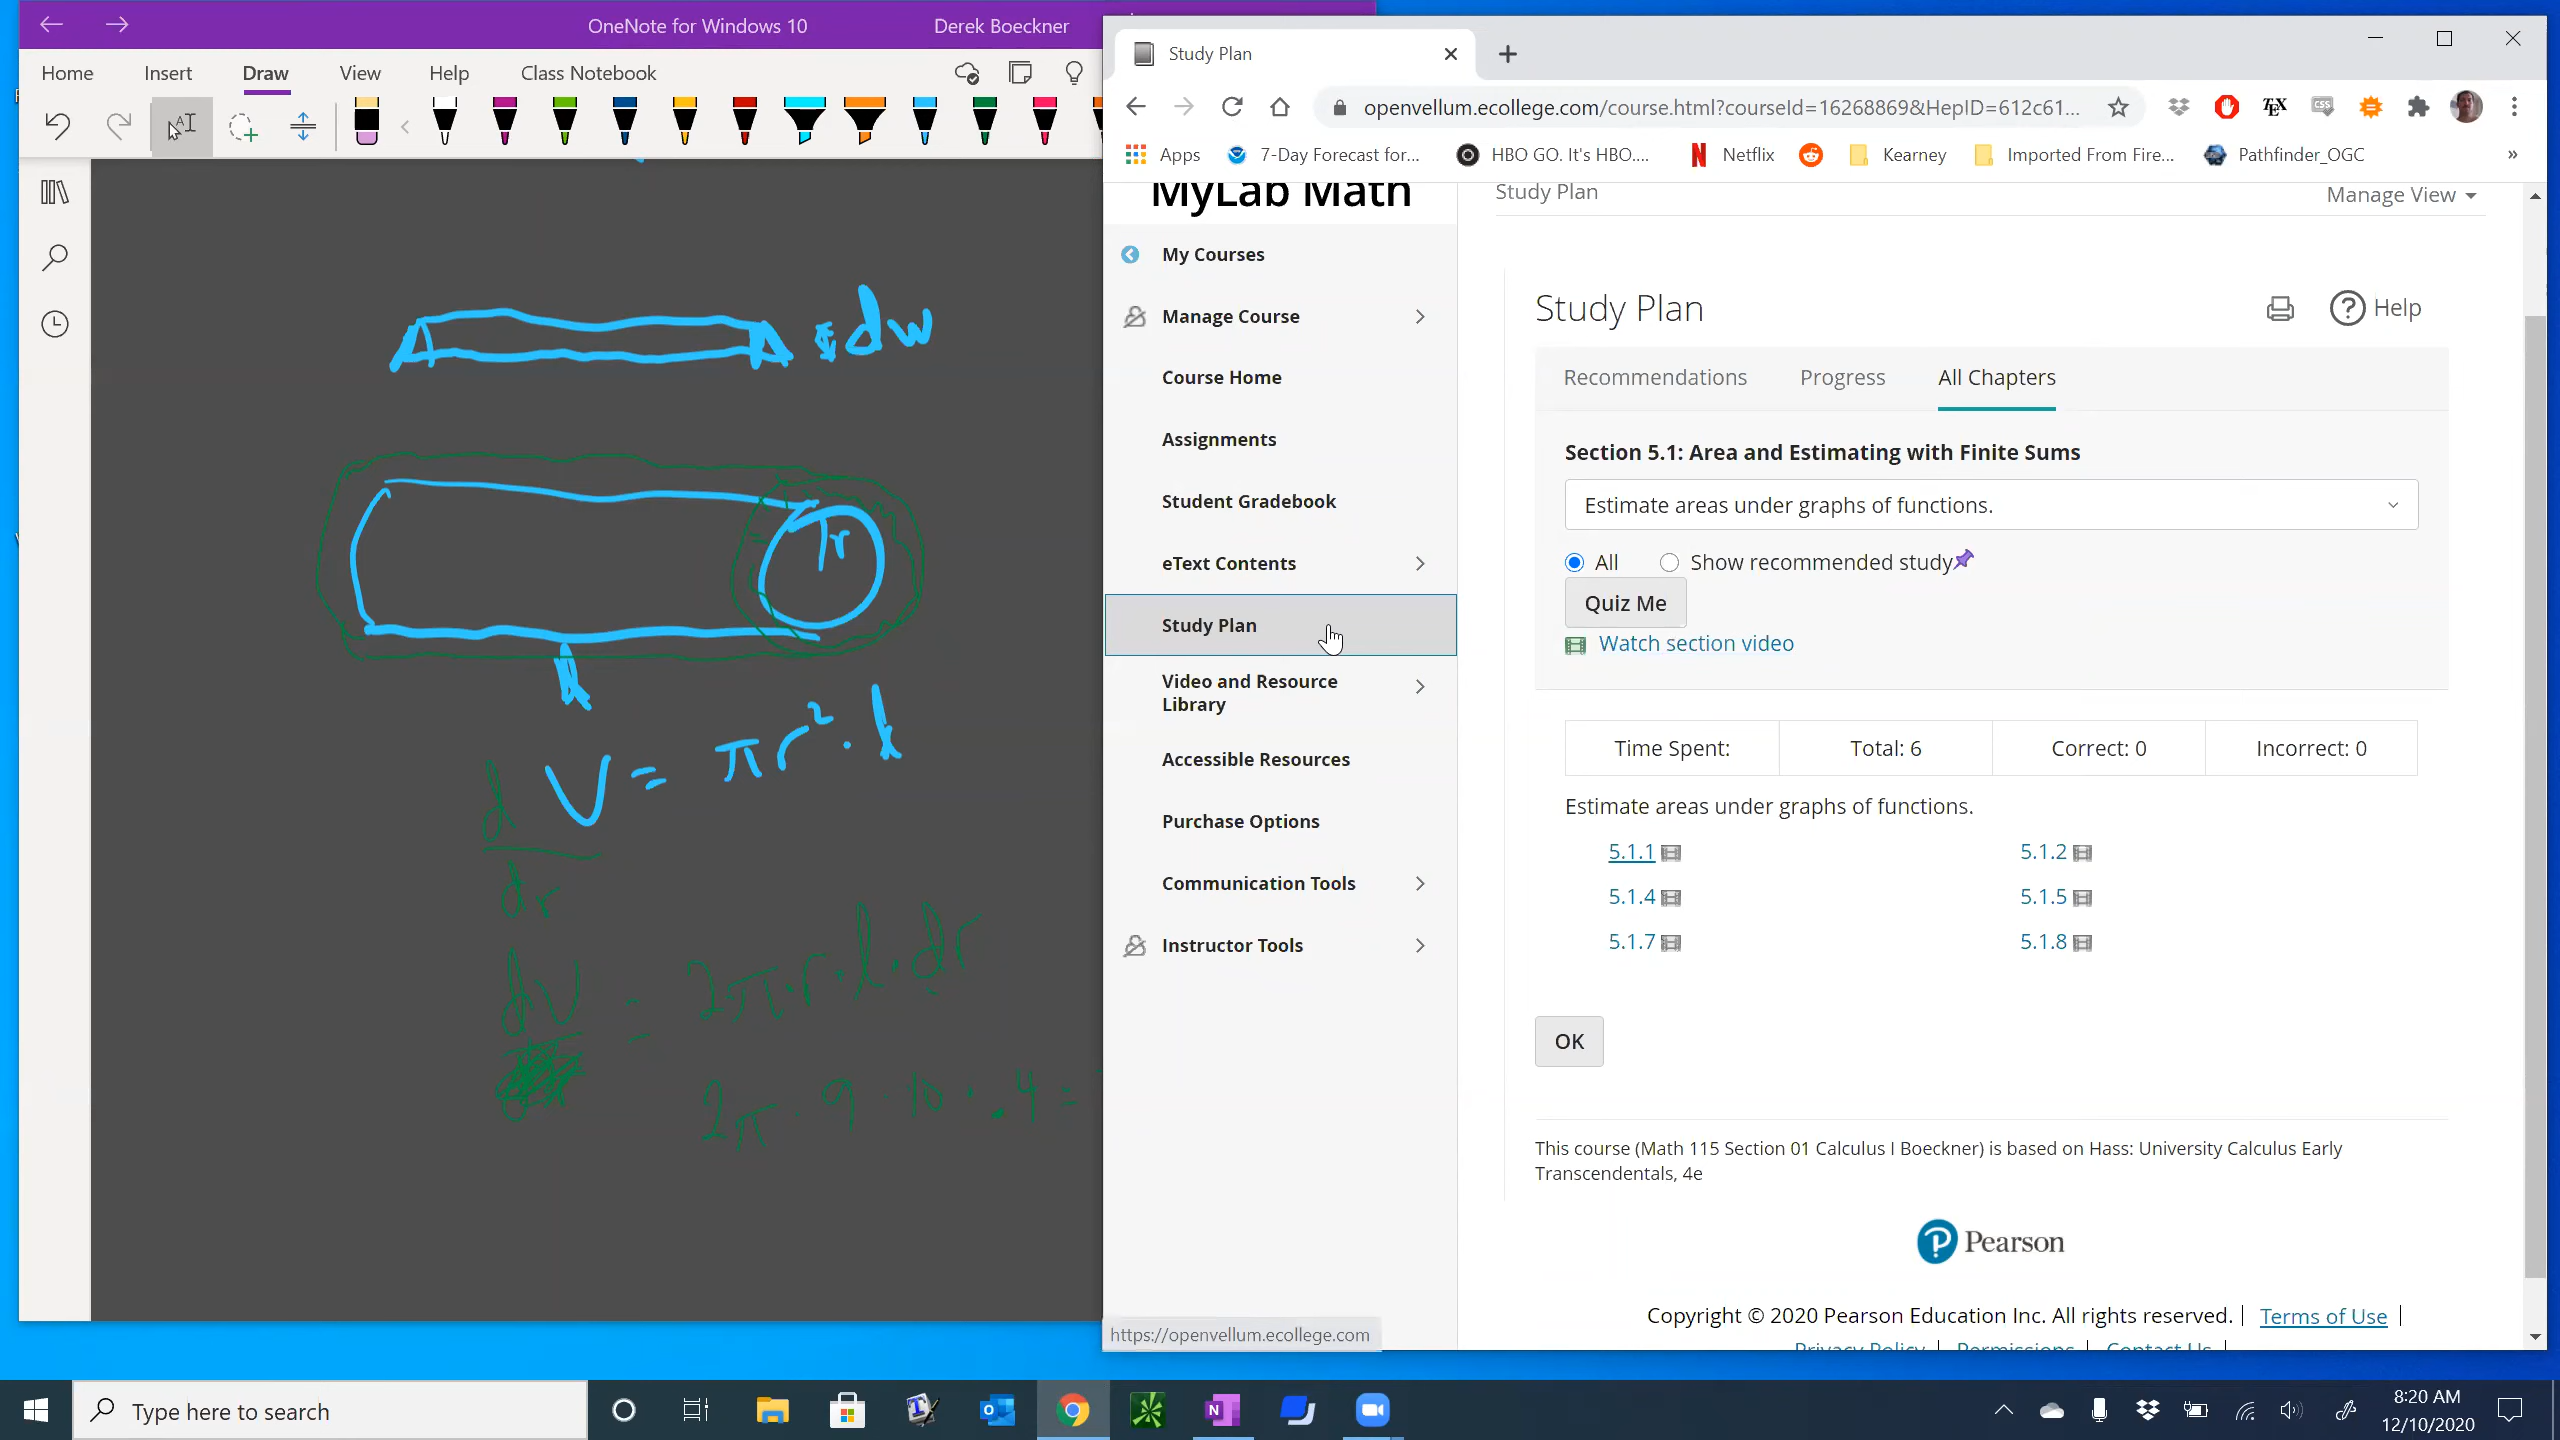 OneNote for Windows 10
Derek Boeckner
Home Insert Draw View Help Class Notebook
dw
r
l
V = πr²·l
d
dr
dV = 2π·r·l·dr
2π · 9 · 10 · .4 =
Study Plan
openvellum.ecollege.com/course.html?courseId=16268869&HepID=612c61...
Apps 7-Day Forecast for... HBO GO. It's HBO.... Netflix Kearney Imported From Fire... Pathfinder_OGC »
MyLab Math
My Courses
Manage Course
Course Home
Assignments
Student Gradebook
eText Contents
Study Plan
Video and Resource
Library
Accessible Resources
Purchase Options
Communication Tools
Instructor Tools
https://openvellum.ecollege.com
Study Plan
Manage View
Study Plan
Help
Recommendations Progress All Chapters
Section 5.1: Area and Estimating with Finite Sums
Estimate areas under graphs of functions.
All Show recommended study
Quiz Me
Watch section video
Time Spent: Total: 6 Correct: 0 Incorrect: 0
Estimate areas under graphs of functions.
5.1.1 5.1.2
5.1.4 5.1.5
5.1.7 5.1.8
OK
This course (Math 115 Section 01 Calculus I Boeckner) is based on Hass: University Calculus Early
Transcendentals, 4e
Pearson
Copyright © 2020 Pearson Education Inc. All rights reserved. | Terms of Use |
Privacy Policy | Permissions | Contact Us |
Type here to search
8:20 AM
12/10/2020